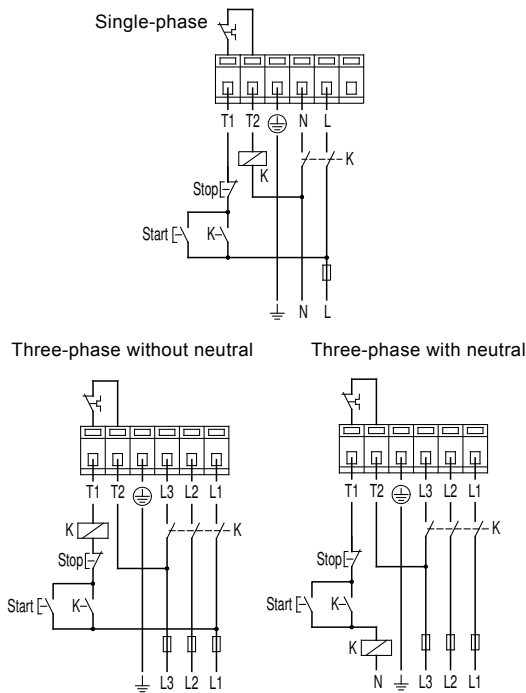 Single-phase
T1 T2 N L
K
K
Stop
Start K
N L
Three-phase without neutral
T1 T2 L3 L2 L1
K K
Stop
Start K
L3 L2 L1
Three-phase with neutral
T1 T2 L3 L2 L1
K
Stop
Start K
K
N L3 L2 L1